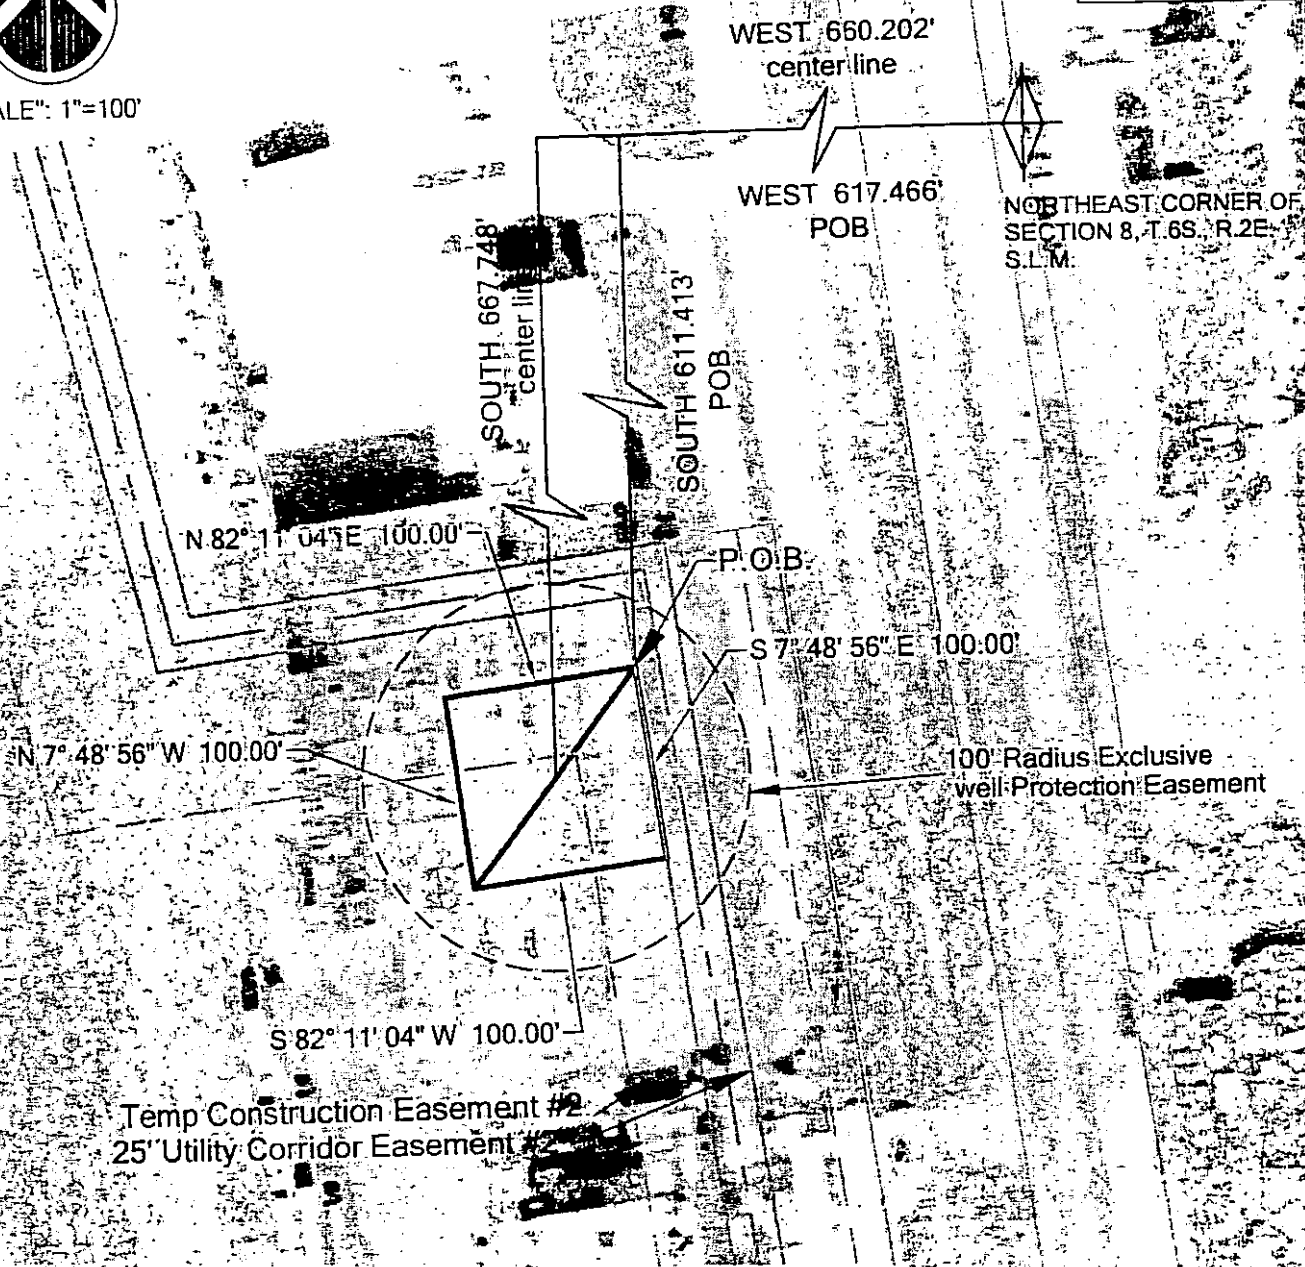 ALE": 1"=100'
WEST 660.202'
center line
WEST 617.466'
POB
NORTHEAST CORNER OF
SECTION 8, T.6S., R.2E.
S.L.M.
SOUTH 667.748'
center line
SOUTH 611.413'
POB
N 82° 11' 04" E 100.00'
P.O.B.
S 7° 48' 56" E 100.00'
N 7° 48' 56" W 100.00'
100' Radius Exclusive
well Protection Easement
S 82° 11' 04" W 100.00'
Temp Construction Easement #2
25' Utility Corridor Easement #2